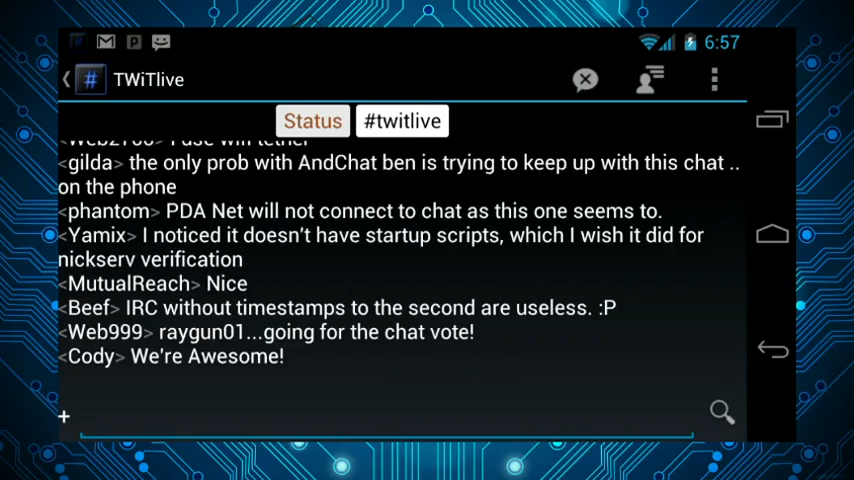 6:57
# TWiTlive
Status #twitlive
I use wifi tether
<gilda> the only prob with AndChat ben is trying to keep up with this chat ..
on the phone
<phantom> PDA Net will not connect to chat as this one seems to.
<Yamix> I noticed it doesn't have startup scripts, which I wish it did for
nickserv verification
<MutualReach> Nice
<Beef> IRC without timestamps to the second are useless. :P
<Web999> raygun01...going for the chat vote!
<Cody> We're Awesome!
+